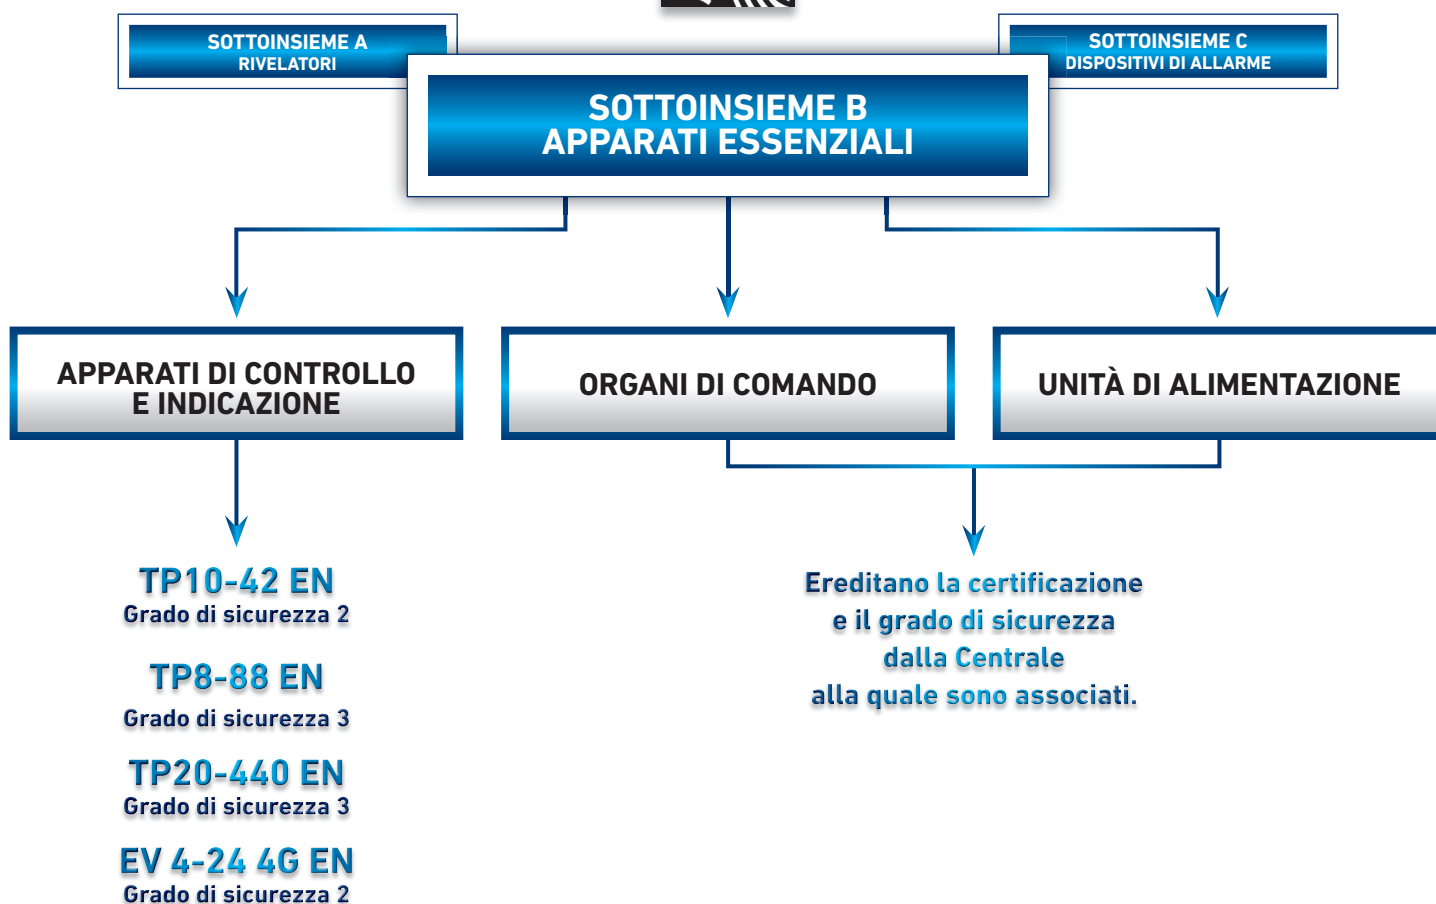 SOTTOINSIEME A
RIVELATORI
SOTTOINSIEME C
DISPOSITIVI DI ALLARME
SOTTOINSIEME B
APPARATI ESSENZIALI
APPARATI DI CONTROLLO
E INDICAZIONE
ORGANI DI COMANDO
UNITÀ DI ALIMENTAZIONE
TP10-42 EN
Grado di sicurezza 2
TP8-88 EN
Grado di sicurezza 3
TP20-440 EN
Grado di sicurezza 3
EV 4-24 4G EN
Grado di sicurezza 2
Ereditano la certificazione
e il grado di sicurezza
dalla Centrale
alla quale sono associati.